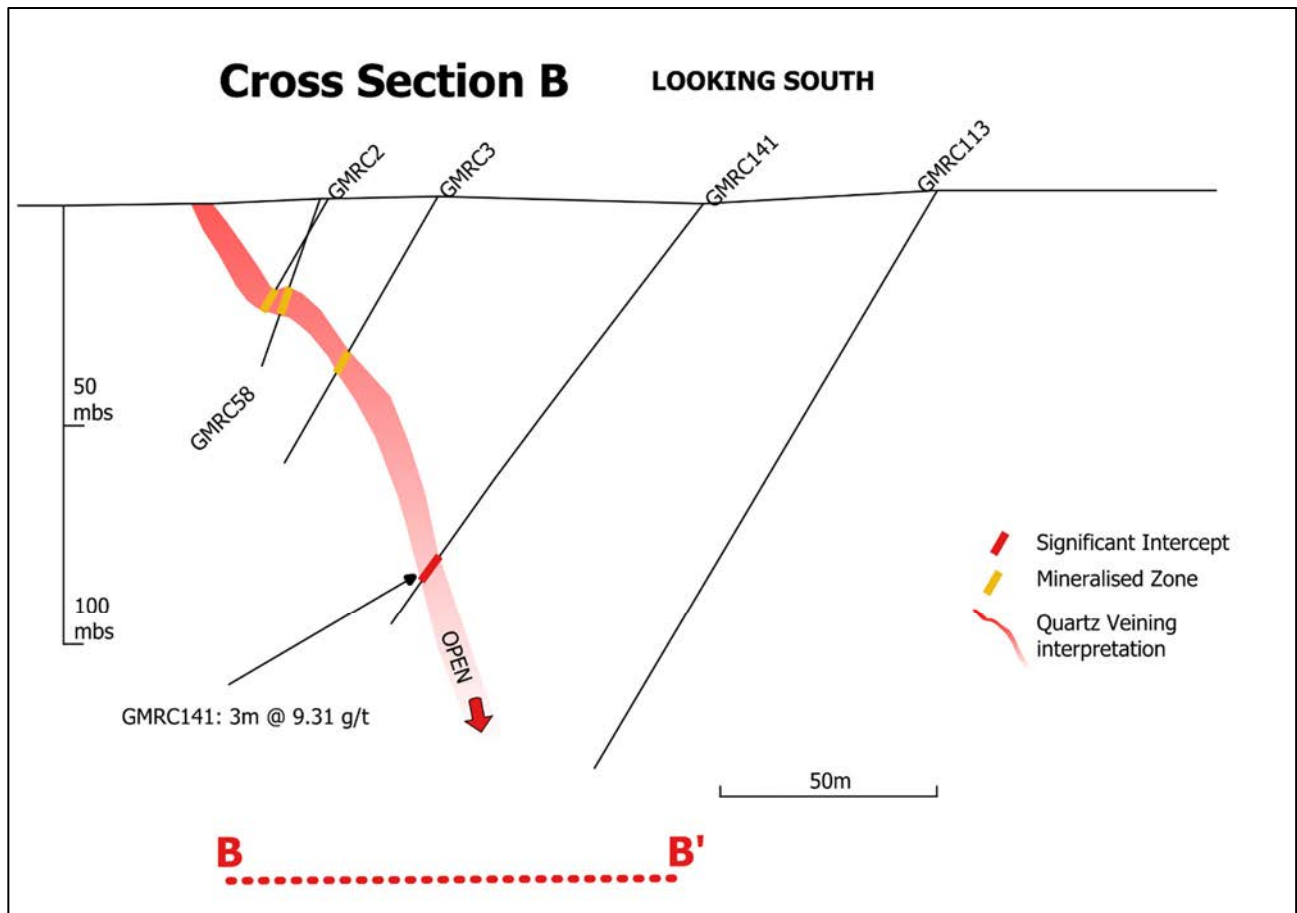 Cross Section B
LOOKING SOUTH
GMRC2
GMRC3
GMRC141
GMRC113
50
mbs
GMRC58
100
mbs
OPEN
GMRC141: 3m @ 9.31 g/t
Significant Intercept
Mineralised Zone
Quartz Veining
interpretation
50m
B
B'